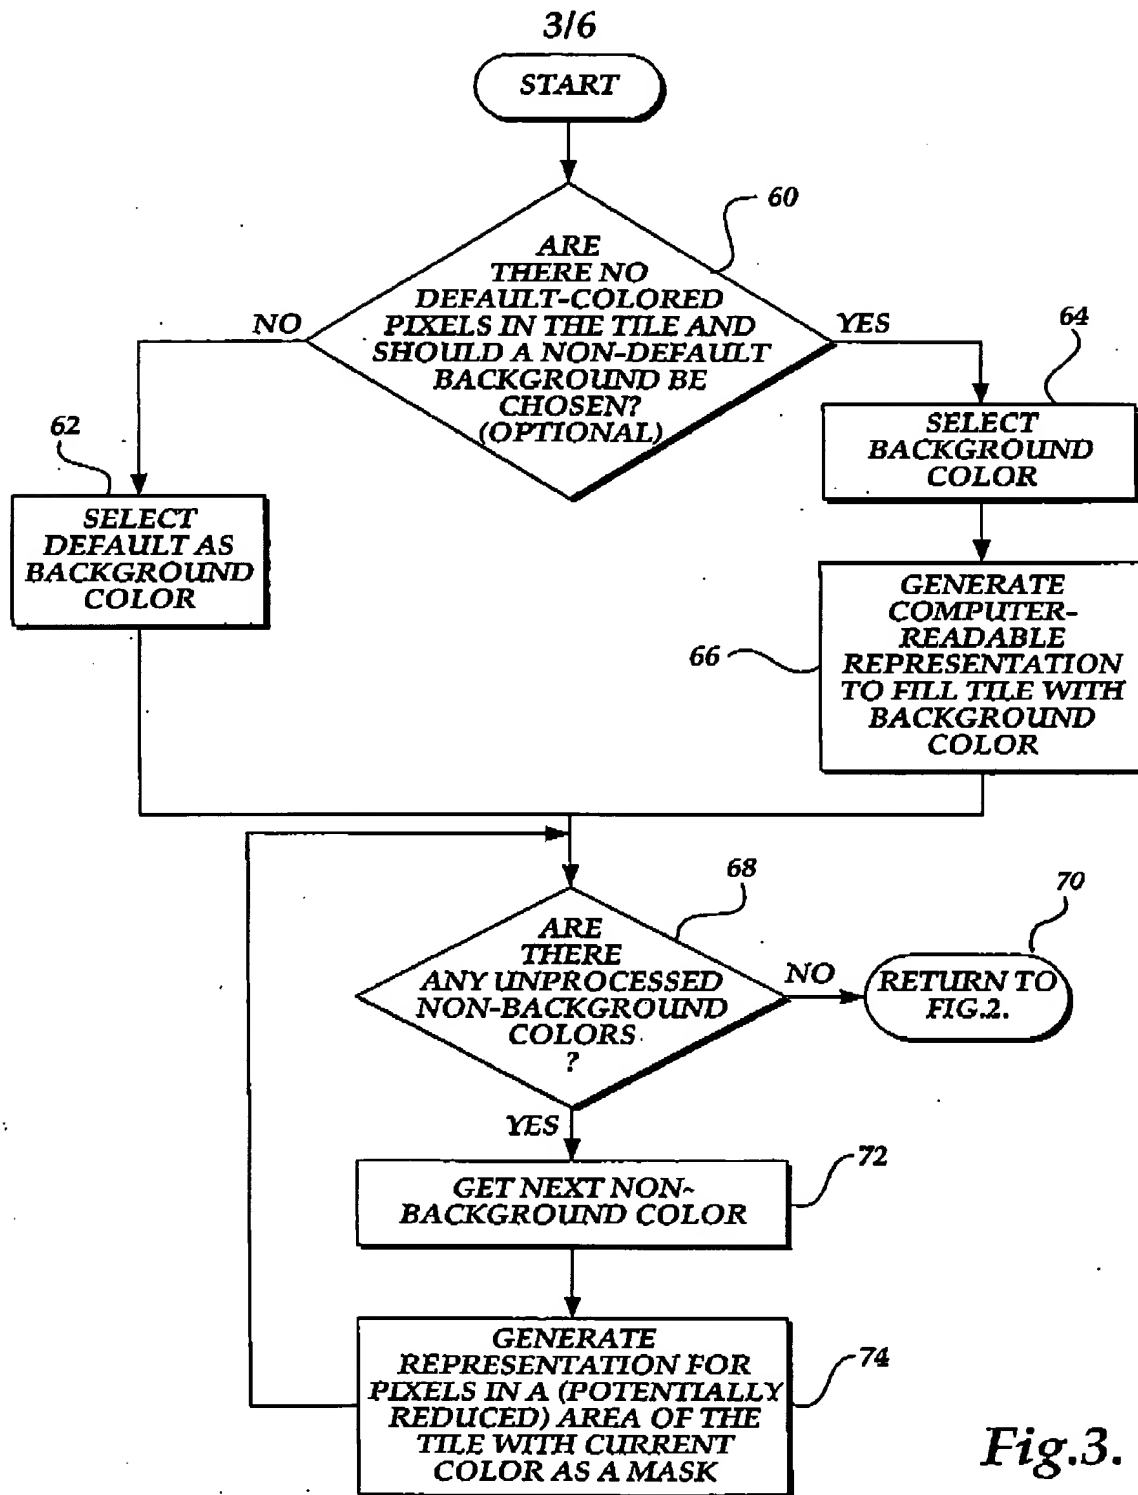 3/6
START
60
ARE
THERE NO
DEFAULT-COLORED
PIXELS IN THE TILE AND
SHOULD A NON-DEFAULT
BACKGROUND BE
CHOSEN?
(OPTIONAL)
NO
YES
62
SELECT
DEFAULT AS
BACKGROUND
COLOR
64
SELECT
BACKGROUND
COLOR
66
GENERATE
COMPUTER-
READABLE
REPRESENTATION
TO FILL TILE WITH
BACKGROUND
COLOR
68
ARE
THERE
ANY UNPROCESSED
NON-BACKGROUND
COLORS
?
NO
70
RETURN TO
FIG.2.
YES
72
GET NEXT NON-
BACKGROUND COLOR
74
GENERATE
REPRESENTATION FOR
PIXELS IN A (POTENTIALLY
REDUCED) AREA OF THE
TILE WITH CURRENT
COLOR AS A MASK
Fig.3.